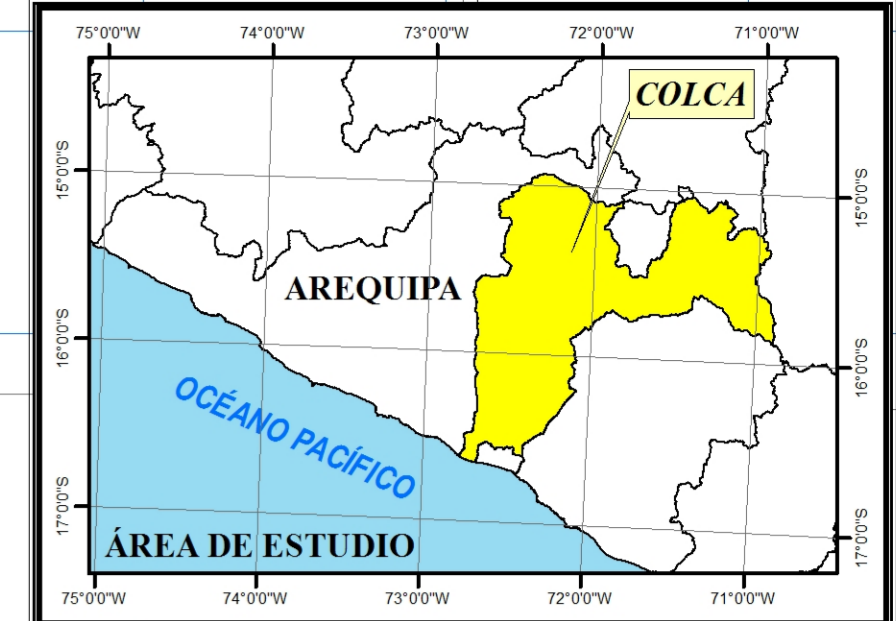 75°0'0"W 74°0'0"W 73°0'0"W 72°0'0"W 71°0'0"W
COLCA
15°0'0"S 15°0'0"S
AREQUIPA
16°0'0"S 16°0'0"S
OCÉANO PACÍFICO
17°0'0"S 17°0'0"S
ÁREA DE ESTUDIO
75°0'0"W 74°0'0"W 73°0'0"W 72°0'0"W 71°0'0"W